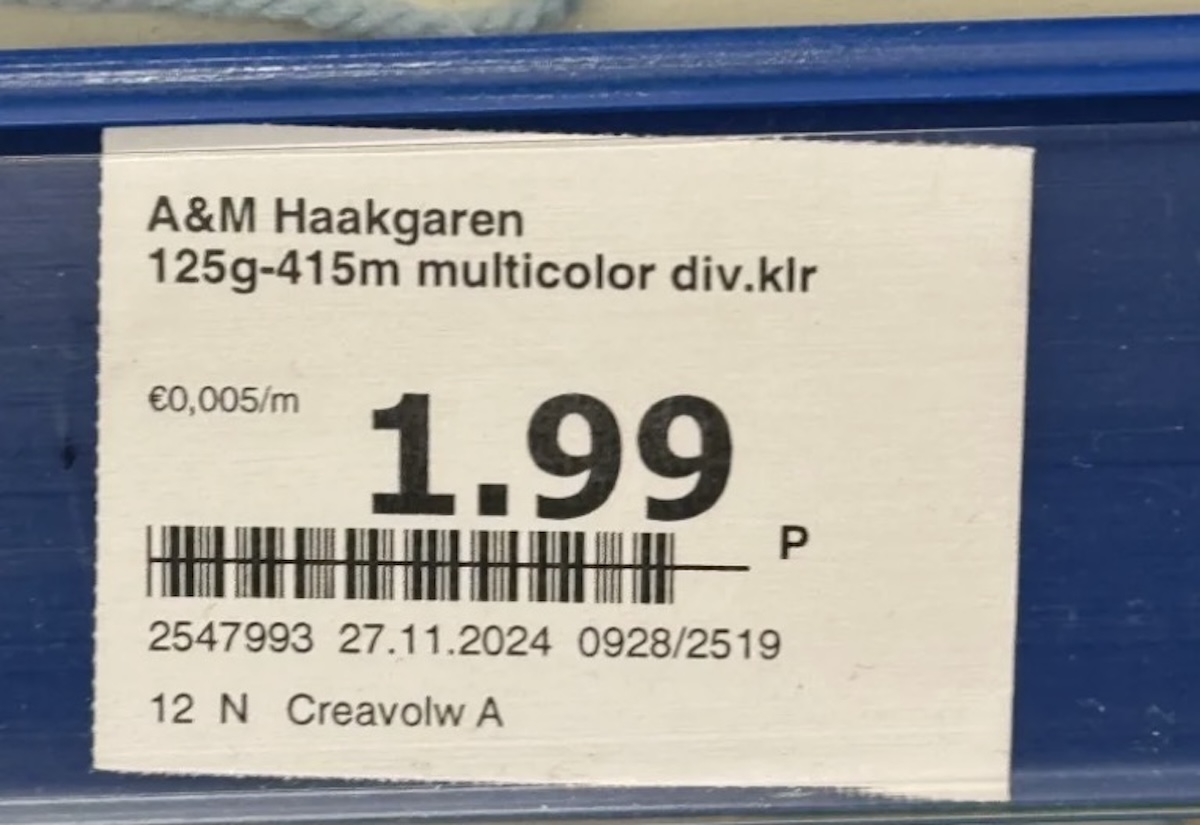 A&M Haakgaren
125g-415m multicolor div.klr
€0,005/m
1.99
P
2547993 27.11.2024 0928/2519
12 N Creavolw A